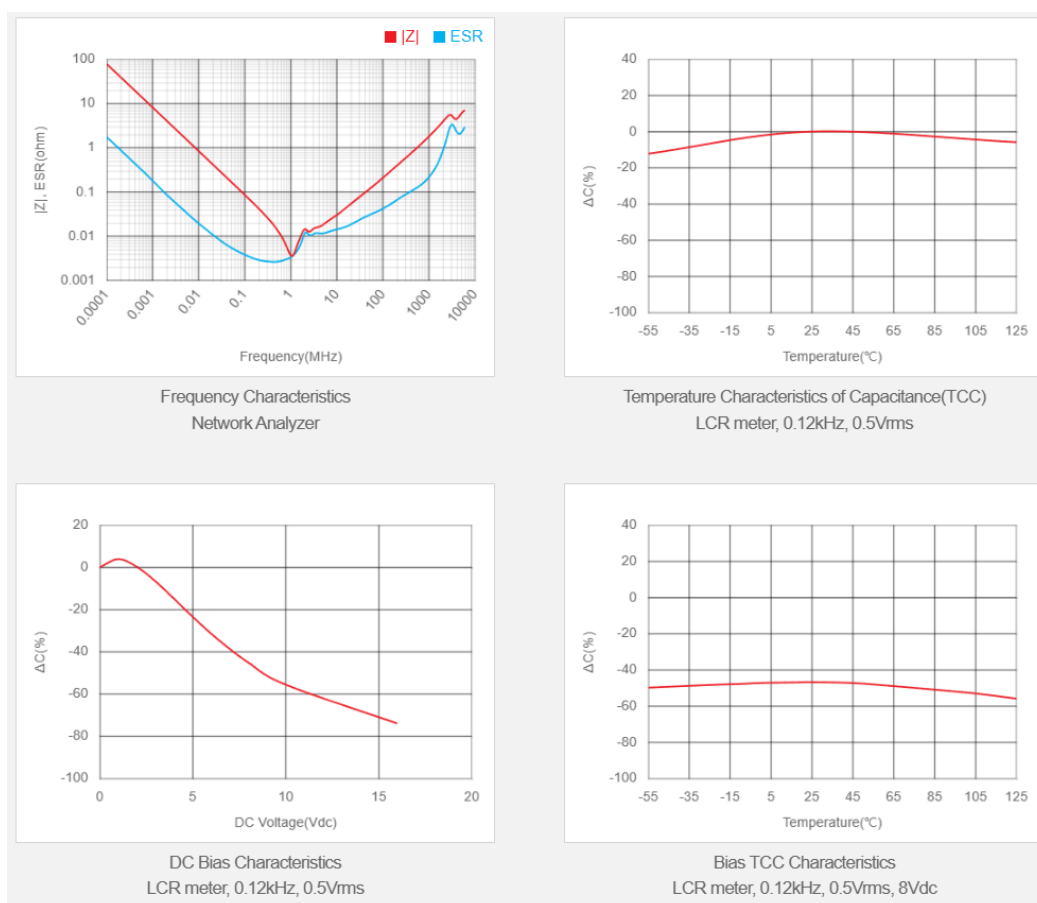 |Z| ESR
100
10
1
0.1
0.01
0.001
|Z|, ESR(ohm)
0.0001 0.001 0.01 0.1 1 10 100 1000 10000
Frequency(MHz)
Frequency Characteristics
Network Analyzer
40
20
0
-20
-40
-60
-80
-100
ΔC(%)
-55 -35 -15 5 25 45 65 85 105 125
Temperature(℃)
Temperature Characteristics of Capacitance(TCC)
LCR meter, 0.12kHz, 0.5Vrms
20
0
-20
-40
-60
-80
-100
ΔC(%)
0 5 10 15 20
DC Voltage(Vdc)
DC Bias Characteristics
LCR meter, 0.12kHz, 0.5Vrms
40
20
0
-20
-40
-60
-80
-100
ΔC(%)
-55 -35 -15 5 25 45 65 85 105 125
Temperature(℃)
Bias TCC Characteristics
LCR meter, 0.12kHz, 0.5Vrms, 8Vdc